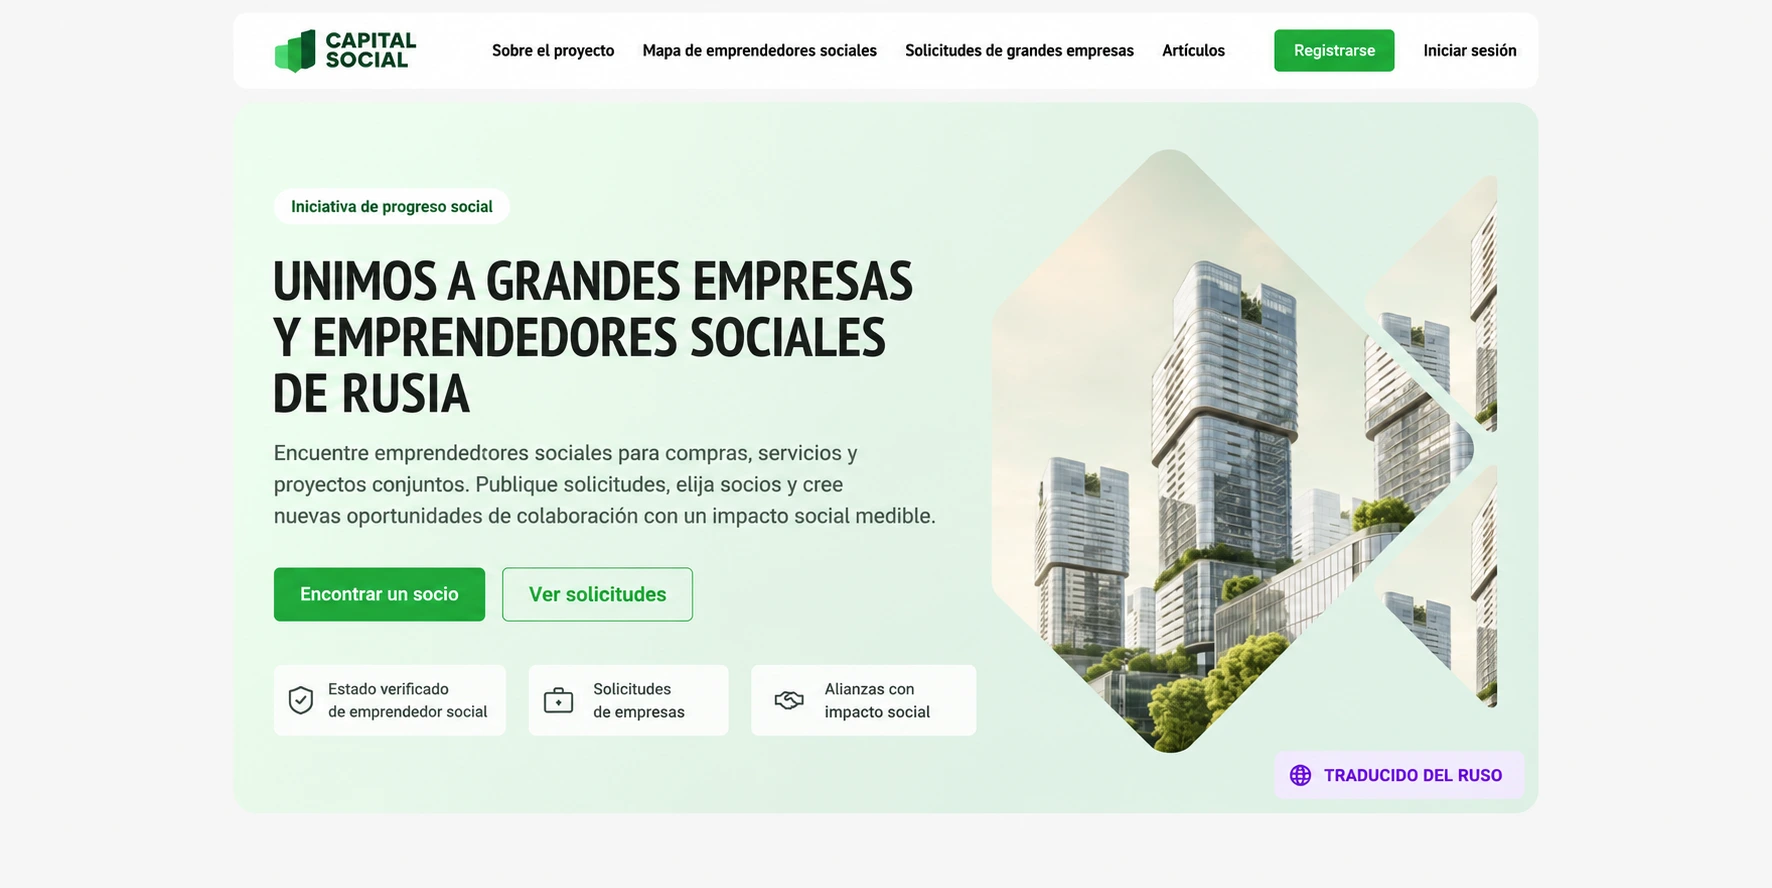 CAPITAL
SOCIAL
Sobre el proyecto
Mapa de emprendedores sociales
Solicitudes de grandes empresas
Artículos
Registrarse
Iniciar sesión
Iniciativa de progreso social
UNIMOS A GRANDES EMPRESAS
Y EMPRENDEDORES SOCIALES
DE RUSIA
Encuentre emprendedores sociales para compras, servicios y
proyectos conjuntos. Publique solicitudes, elija socios y cree
nuevas oportunidades de colaboración con un impacto social medible.
Encontrar un socio
Ver solicitudes
Estado verificado
de emprendedor social
Solicitudes
de empresas
Alianzas con
impacto social
TRADUCIDO DEL RUSO